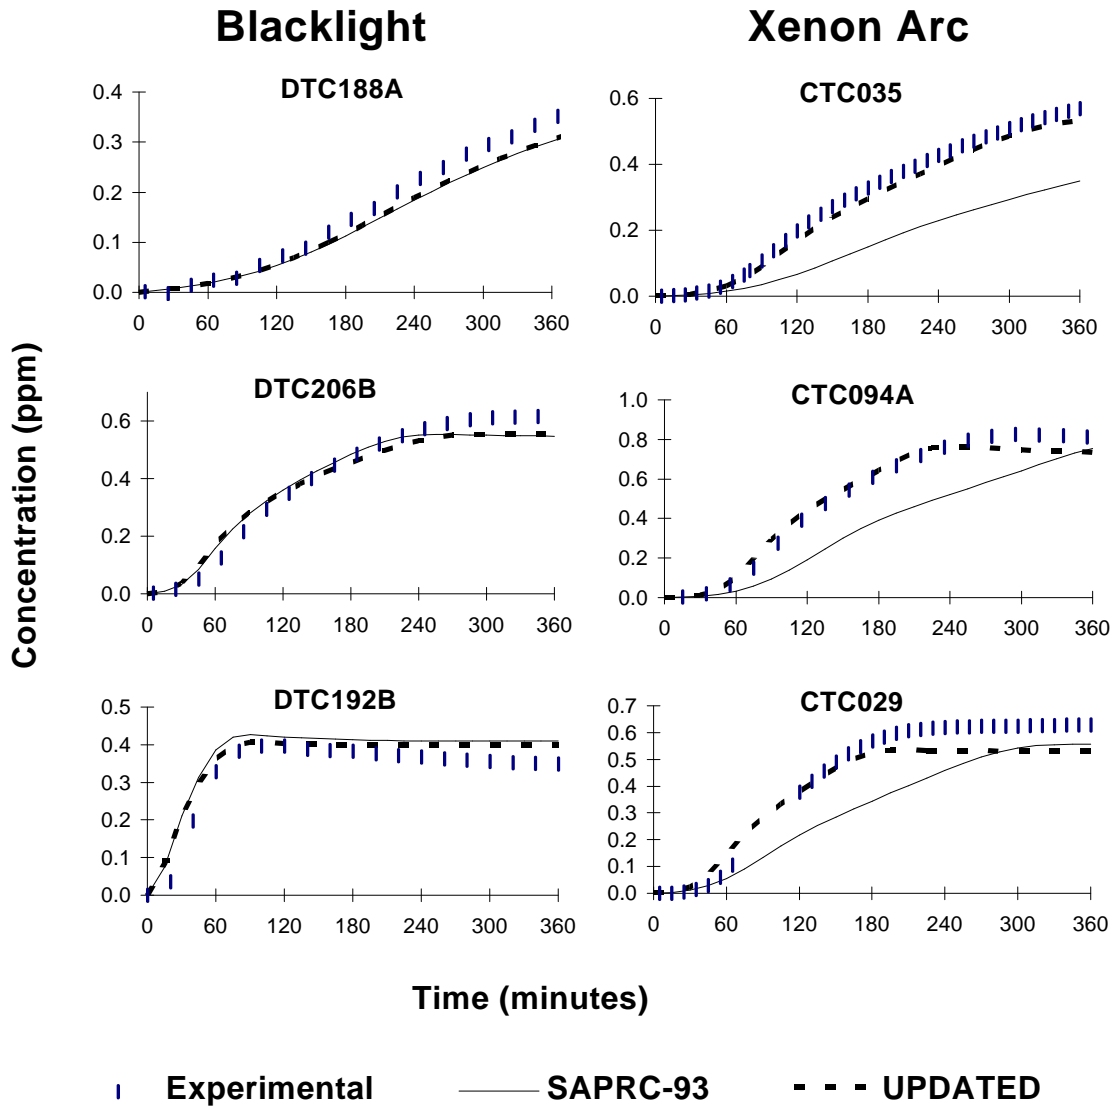 Blacklight
Xenon Arc
Concentration (ppm)
DTC188A
0.4
0.3
0.2
0.1
0.0
0 60 120 180 240 300 360
CTC035
0.6
0.4
0.2
0.0
0 60 120 180 240 300 360
DTC206B
0.6
0.4
0.2
0.0
0 60 120 180 240 300 360
CTC094A
1.0
0.8
0.6
0.4
0.2
0.0
0 60 120 180 240 300 360
DTC192B
0.5
0.4
0.3
0.2
0.1
0.0
0 60 120 180 240 300 360
CTC029
0.7
0.6
0.5
0.4
0.3
0.2
0.1
0.0
0 60 120 180 240 300 360
Time (minutes)
Experimental
SAPRC-93
UPDATED